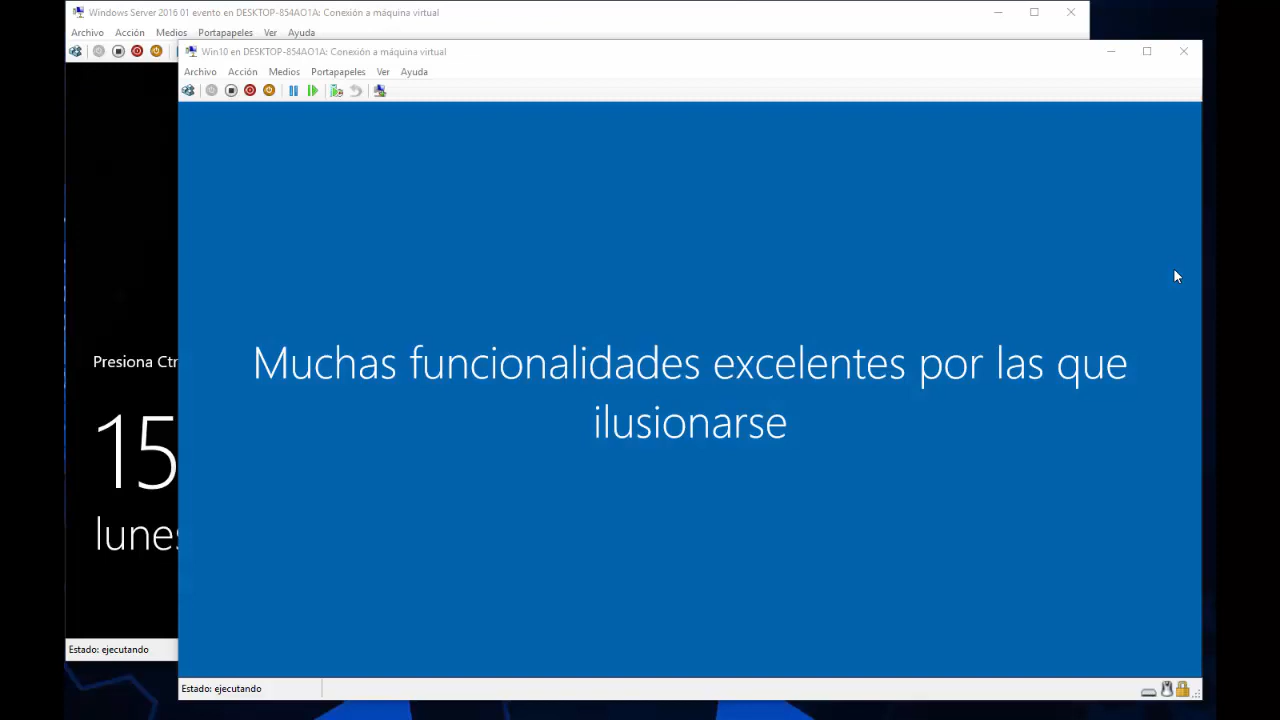 Windows Server 2016 01 evento en DESKTOP-854AO1A: Conexión a máquina virtual
Archivo Acción Medios Portapapeles Ver Ayuda
Win10 en DESKTOP-854AO1A: Conexión a máquina virtual
Archivo Acción Medios Portapapeles Ver Ayuda
Muchas funcionalidades excelentes por las que
ilusionarse
Presiona Ctr
15
lunes
Estado: ejecutando
Estado: ejecutando